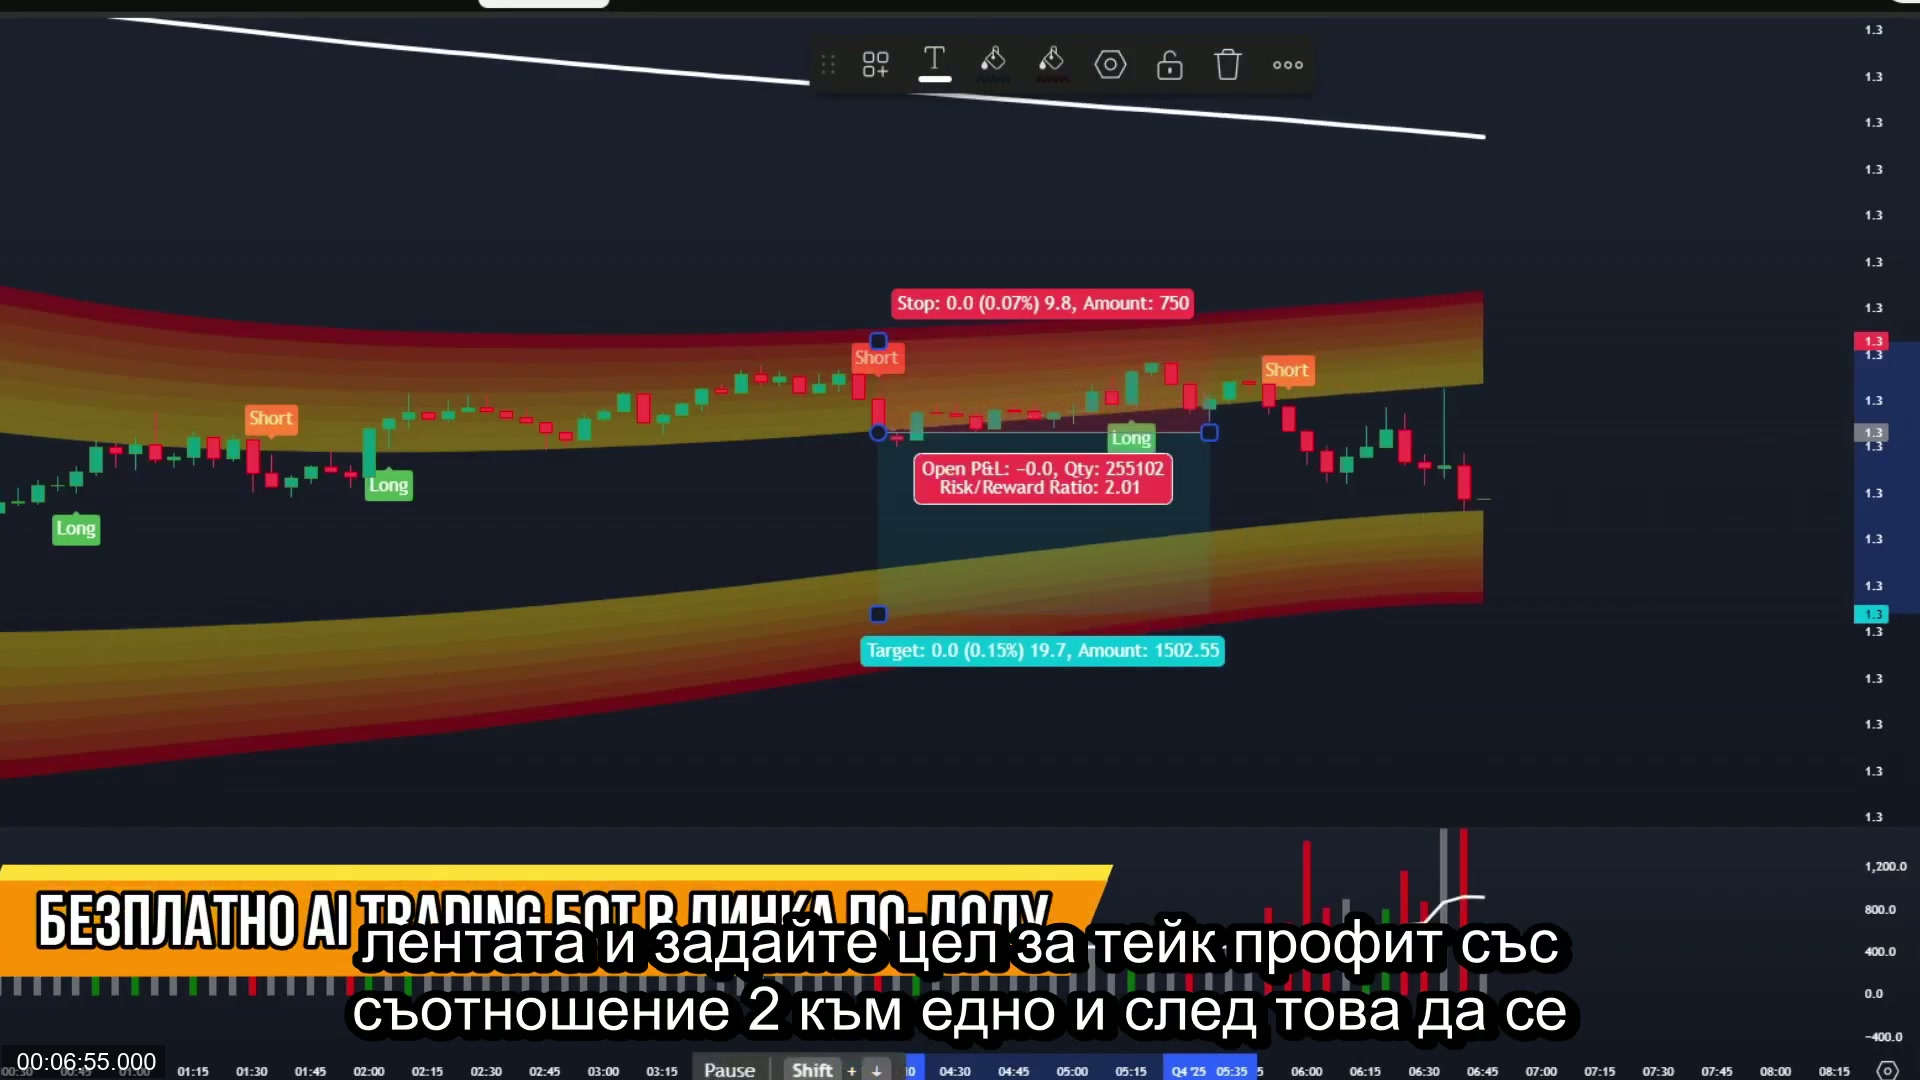 1.3
1.3
1.3
1.3
1.3
1.3
Stop: 0.0 (0.07%) 9.8, Amount: 750
1.3
1.3
Short
1.3
Short
1.3
Short
1.3
Long
1.3
Open P&L: −0.0, Qty: 255102
Risk/Reward Ratio: 2.01
Long
1.3
Long
1.3
1.3
1.3
1.3
Target: 0.0 (0.15%) 19.7, Amount: 1502.55
1.3
1.3
1.3
1.3
1,200.0
800.0
400.0
0.0
−400.0
БЕЗПЛАТНО AI TRADING БОТ В ЛИНКА ПО-ДОЛУ
лентата и задайте цел за тейк профит със
съотношение 2 към едно и след това да се
00:06:55.000
01:15 01:30 01:45 02:00 02:15 02:30 02:45 03:00 03:15 Pause Shift + ↓ 04:30 04:45 05:00 05:15 Q4 '25 05:35 06:00 06:15 06:30 06:45 07:00 07:15 07:30 07:45 08:00 08:15